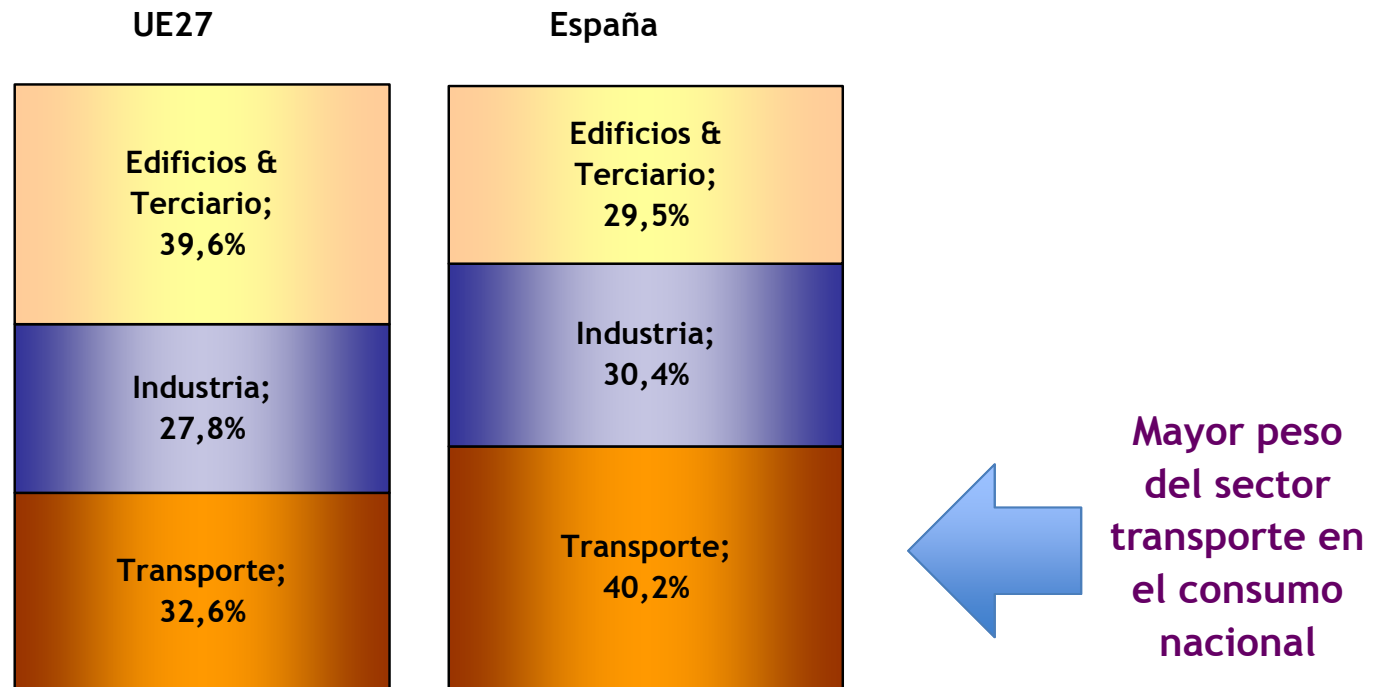 UE27
España
Edificios &
Terciario;
39,6%
Industria;
27,8%
Transporte;
32,6%
Edificios &
Terciario;
29,5%
Industria;
30,4%
Transporte;
40,2%
Mayor peso
del sector
transporte en
el consumo
nacional